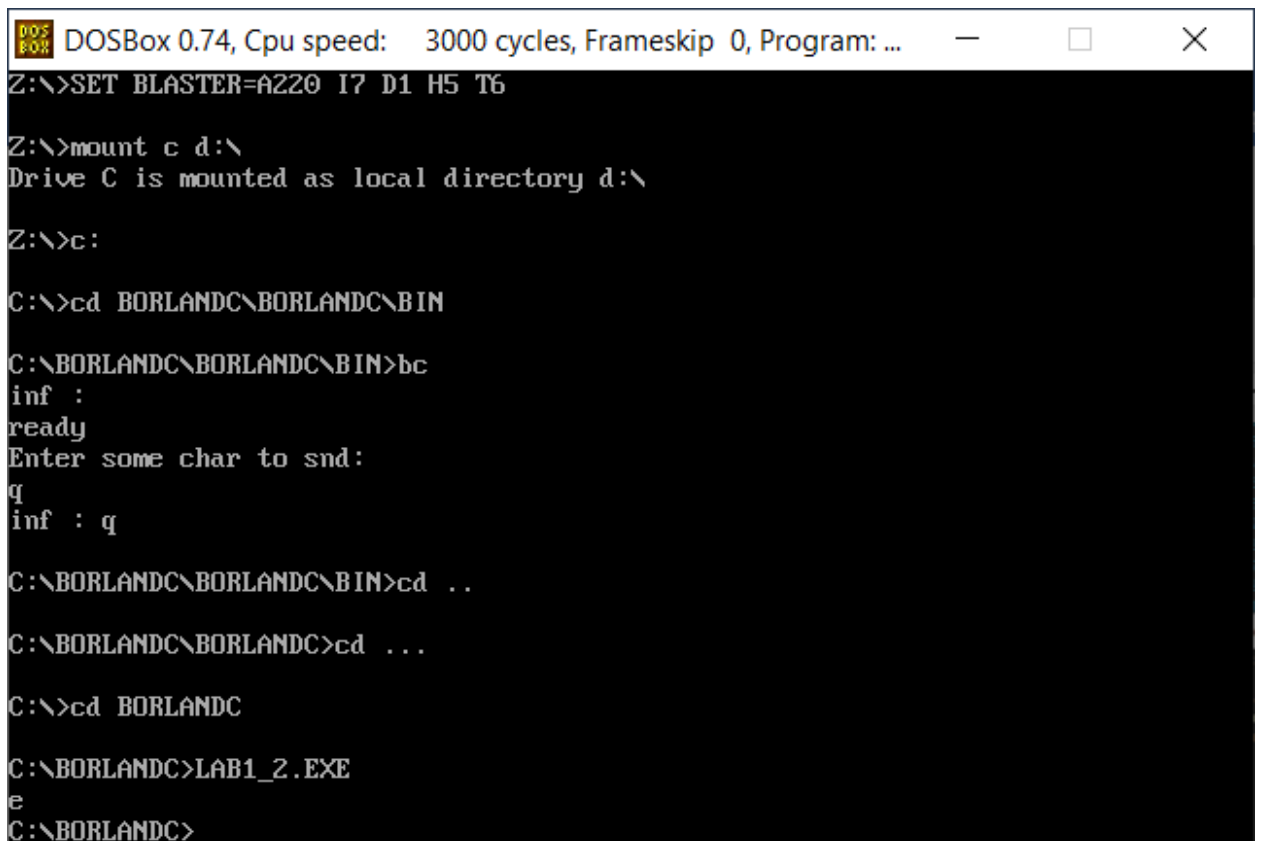 DOS
BOX
DOSBox 0.74, Cpu speed: 3000 cycles, Frameskip 0, Program: ...
Z:\>SET BLASTER=A220 I7 D1 H5 T6
Z:\>mount c d:\
Drive C is mounted as local directory d:\
Z:\>c:
C:\>cd BORLANDC\BORLANDC\BIN
C:\BORLANDC\BORLANDC\BIN>bc
inf :
ready
Enter some char to snd:
q
inf : q
C:\BORLANDC\BORLANDC\BIN>cd ..
C:\BORLANDC\BORLANDC>cd ...
C:\>cd BORLANDC
C:\BORLANDC>LAB1_2.EXE
e
C:\BORLANDC>